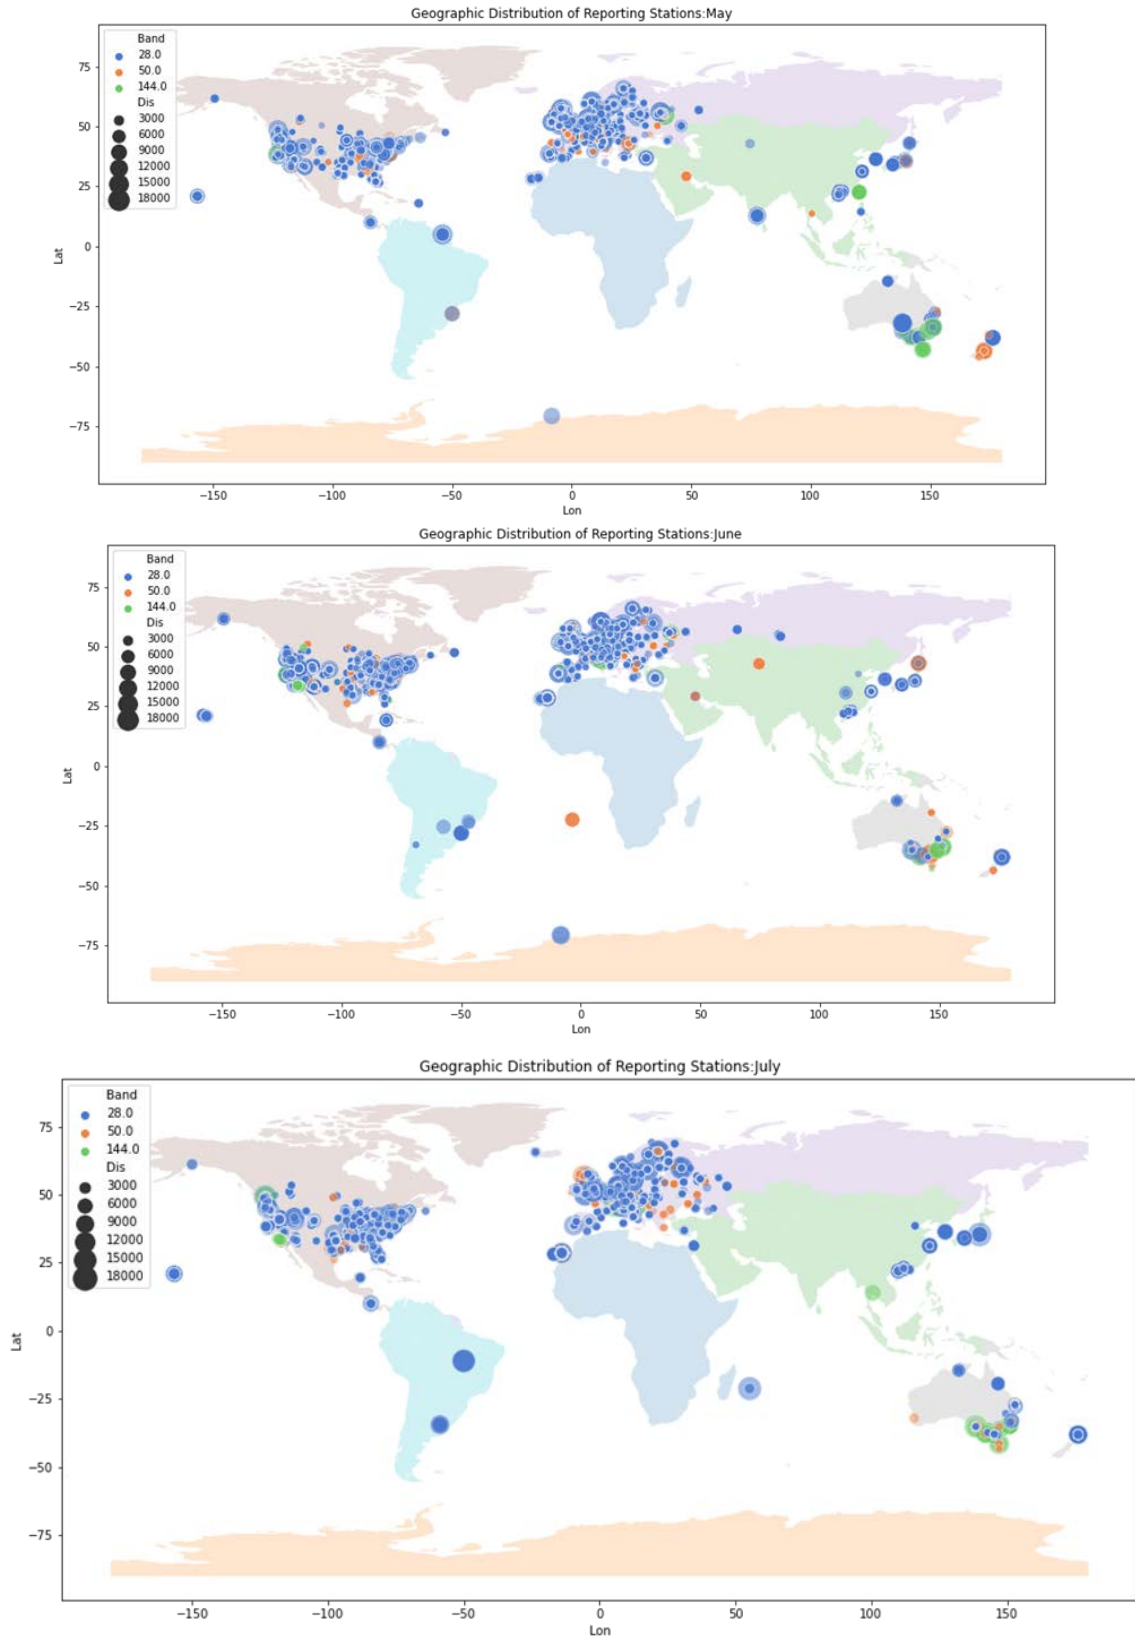 Geographic Distribution of Reporting Stations:May
Band
28.0
50.0
144.0
Dis
3000
6000
9000
12000
15000
18000
75
50
25
0
−25
−50
−75
Lat
−150 −100 −50 0 50 100 150
Lon
Geographic Distribution of Reporting Stations:June
Band
28.0
50.0
144.0
Dis
3000
6000
9000
12000
15000
18000
75
50
25
0
−25
−50
−75
Lat
−150 −100 −50 0 50 100 150
Lon
Geographic Distribution of Reporting Stations:July
Band
28.0
50.0
144.0
Dis
3000
6000
9000
12000
15000
18000
75
50
25
0
−25
−50
−75
Lat
−150 −100 −50 0 50 100 150
Lon